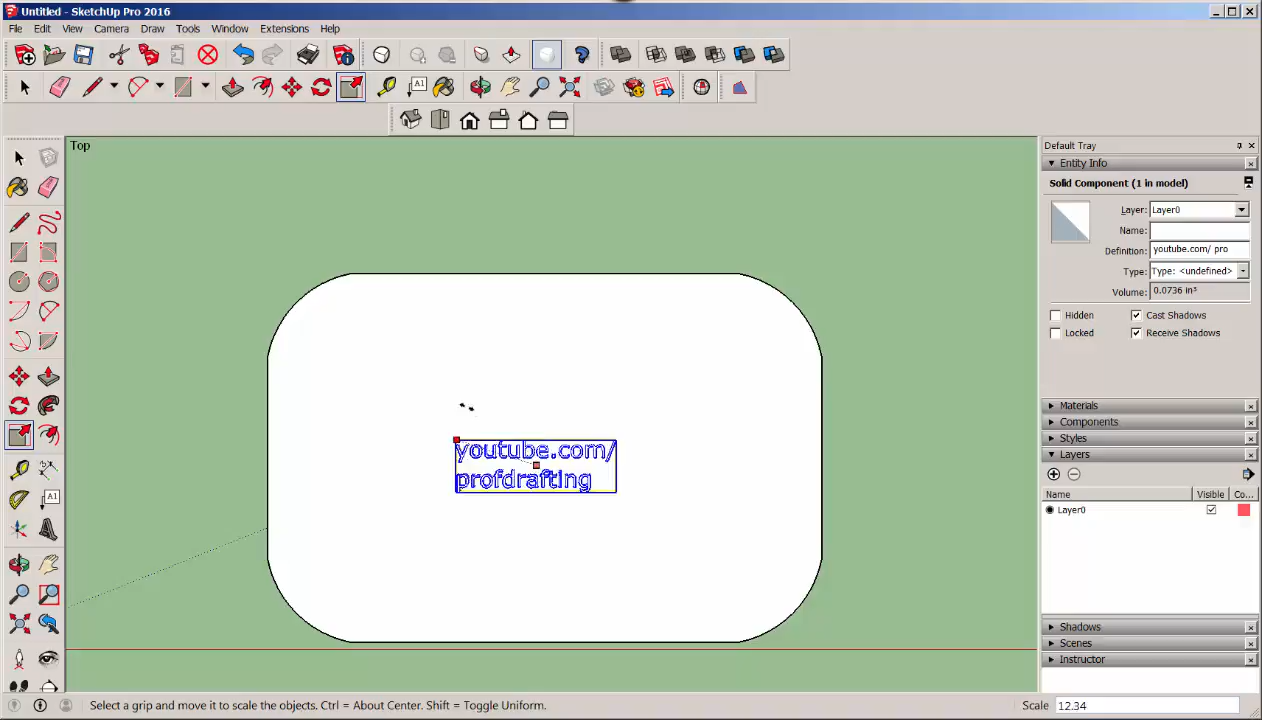 Untitled - SketchUp Pro 2016
File Edit View Camera Draw Tools Window Extensions Help
A1
Top
Default Tray
Entity Info
Solid Component (1 in model)
Layer: Layer0
Name:
Definition: youtube.com/ pro
Type: Type: <undefined>
Volume: 0.0736 in³
Hidden Cast Shadows
Locked Receive Shadows
Materials
Components
Styles
Layers
Name Visible Co...
Layer0
youtube.com/
profdrafting
A1
Shadows
Scenes
Instructor
Select a grip and move it to scale the objects. Ctrl = About Center. Shift = Toggle Uniform.
Scale 12.34